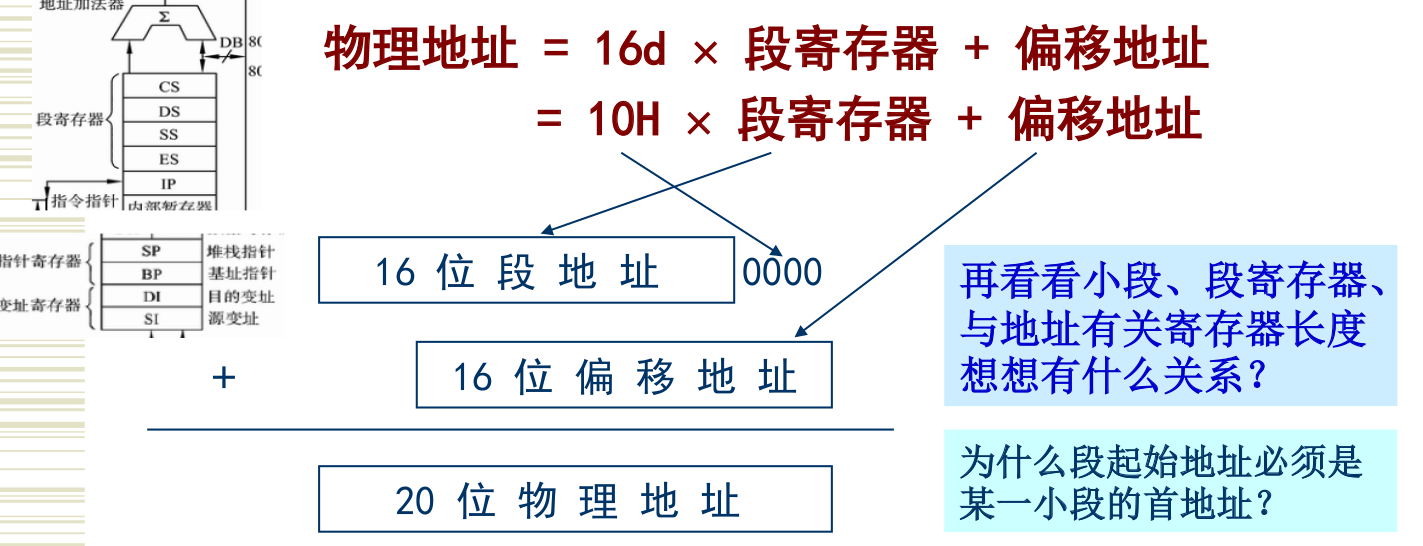 地址加法器
Σ
DB
物理地址 = 16d × 段寄存器 + 偏移地址
= 10H × 段寄存器 + 偏移地址
CS
DS
段寄存器
SS
ES
IP
指令指针
内部暂存器
指针寄存器
SP 堆栈指针
BP 基址指针
变址寄存器
DI 目的变址
SI 源变址
16 位 段 地 址 0000
+
16 位 偏 移 地 址
20 位 物 理 地 址
再看看小段、段寄存器、
与地址有关寄存器长度
想想有什么关系？
为什么段起始地址必须是
某一小段的首地址？